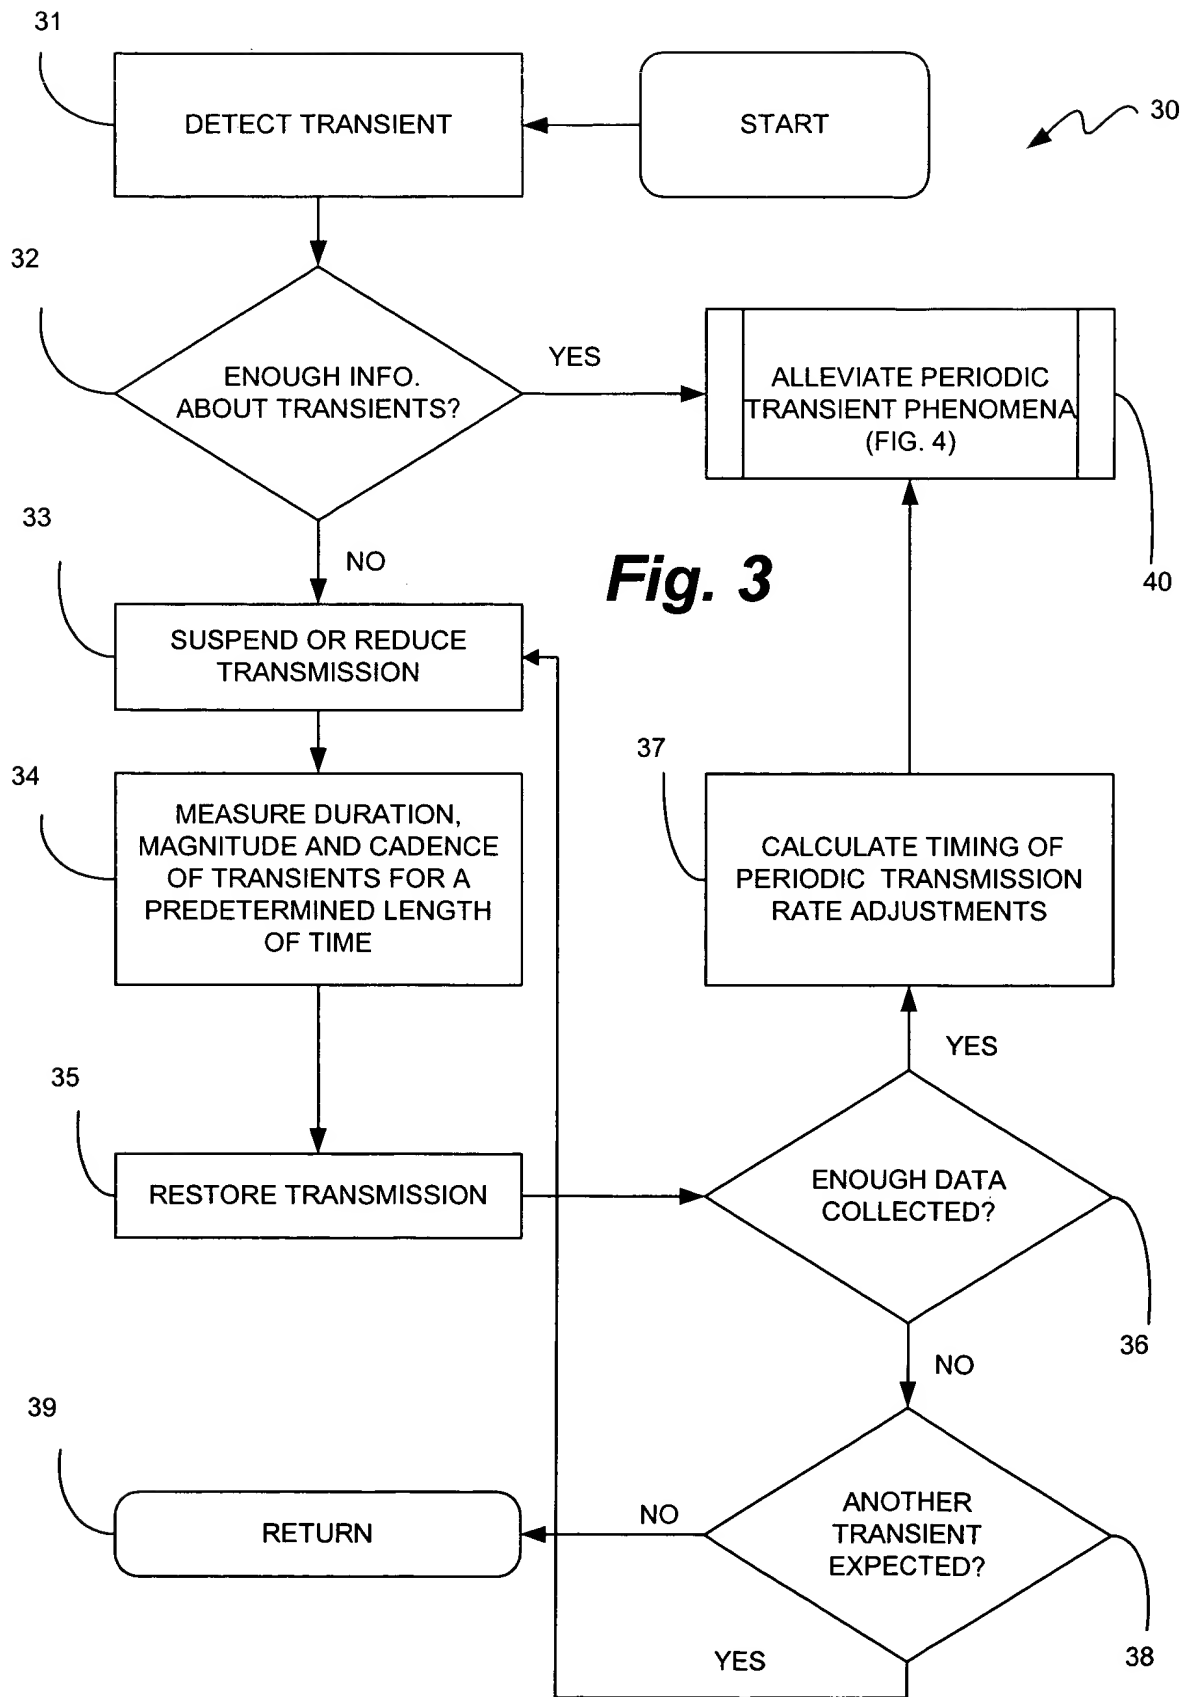 31
DETECT TRANSIENT
START
30
32
ENOUGH INFO.
ABOUT TRANSIENTS?
YES
ALLEVIATE PERIODIC
TRANSIENT PHENOMENA
(FIG. 4)
40
33
NO
Fig. 3
SUSPEND OR REDUCE
TRANSMISSION
34
MEASURE DURATION,
MAGNITUDE AND CADENCE
OF TRANSIENTS FOR A
PREDETERMINED LENGTH
OF TIME
37
CALCULATE TIMING OF
PERIODIC TRANSMISSION
RATE ADJUSTMENTS
YES
35
RESTORE TRANSMISSION
ENOUGH DATA
COLLECTED?
36
NO
39
RETURN
NO
ANOTHER
TRANSIENT
EXPECTED?
38
YES